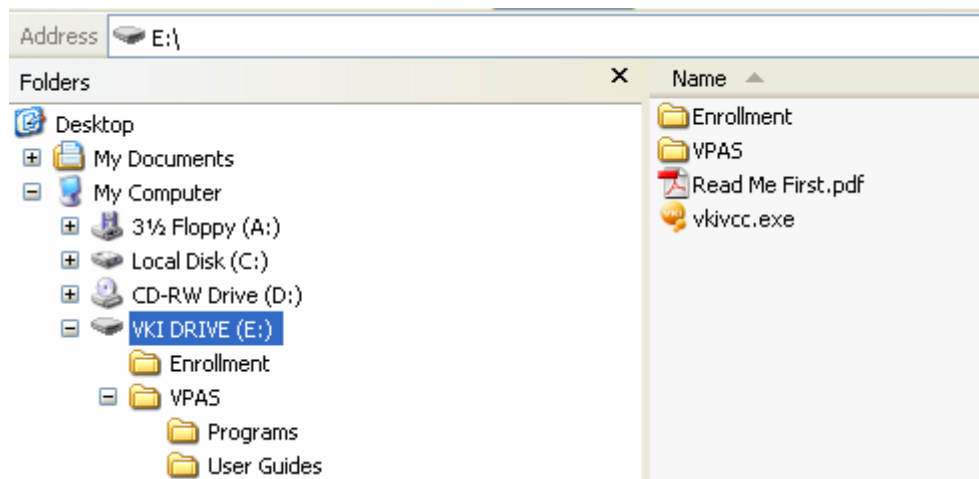 Address E:\
Folders
Desktop
My Documents
My Computer
3½ Floppy (A:)
Local Disk (C:)
CD-RW Drive (D:)
VKI DRIVE (E:)
Enrollment
VPAS
Programs
User Guides
Name
Enrollment
VPAS
Read Me First.pdf
vkivcc.exe